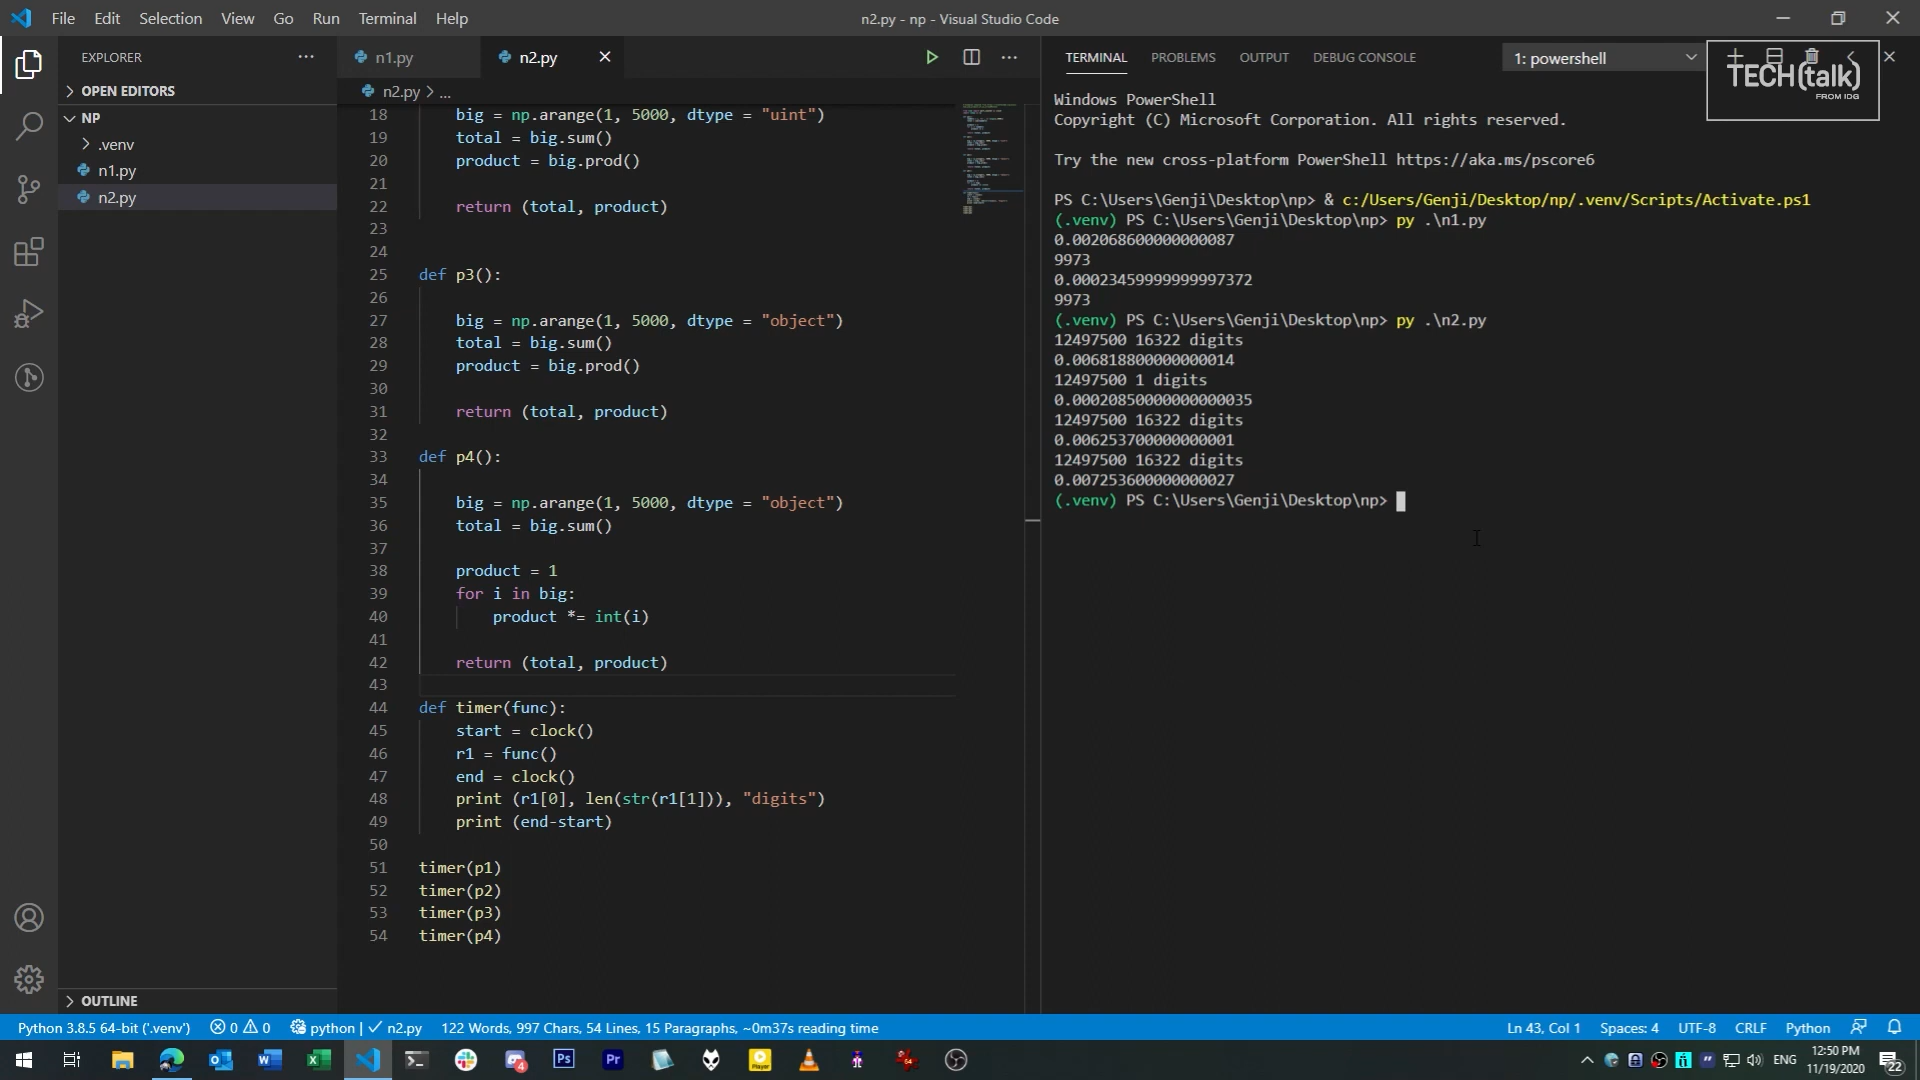 File Edit Selection View Go Run Terminal Help
n2.py - np - Visual Studio Code
EXPLORER
OPEN EDITORS
NP
.venv
n1.py
n2.py
OUTLINE
n1.py
n2.py
n2.py > ...
18 big = np.arange(1, 5000, dtype = "uint")
19 total = big.sum()
20 product = big.prod()
21
22 return (total, product)
23
24
25 def p3():
26
27 big = np.arange(1, 5000, dtype = "object")
28 total = big.sum()
29 product = big.prod()
30
31 return (total, product)
32
33 def p4():
34
35 big = np.arange(1, 5000, dtype = "object")
36 total = big.sum()
37
38 product = 1
39 for i in big:
40 product *= int(i)
41
42 return (total, product)
43
44 def timer(func):
45 start = clock()
46 r1 = func()
47 end = clock()
48 print (r1[0], len(str(r1[1])), "digits")
49 print (end-start)
50
51 timer(p1)
52 timer(p2)
53 timer(p3)
54 timer(p4)
TERMINAL PROBLEMS OUTPUT DEBUG CONSOLE
1: powershell
TECH(talk)
FROM IDG
Windows PowerShell
Copyright (C) Microsoft Corporation. All rights reserved.
Try the new cross-platform PowerShell https://aka.ms/pscore6
PS C:\Users\Genji\Desktop\np> & c:/Users/Genji/Desktop/np/.venv/Scripts/Activate.ps1
(.venv) PS C:\Users\Genji\Desktop\np> py .\n1.py
0.002068600000000087
9973
0.00023459999999997372
9973
(.venv) PS C:\Users\Genji\Desktop\np> py .\n2.py
12497500 16322 digits
0.006818800000000014
12497500 1 digits
0.00020850000000000035
12497500 16322 digits
0.006253700000000001
12497500 16322 digits
0.007253600000000027
(.venv) PS C:\Users\Genji\Desktop\np>
Python 3.8.5 64-bit ('.venv') 0 0 python | n2.py 122 Words, 997 Chars, 54 Lines, 15 Paragraphs, ~0m37s reading time
Ln 43, Col 1 Spaces: 4 UTF-8 CRLF Python
4 Ps Pr Player
ENG
12:50 PM
11/19/2020
22